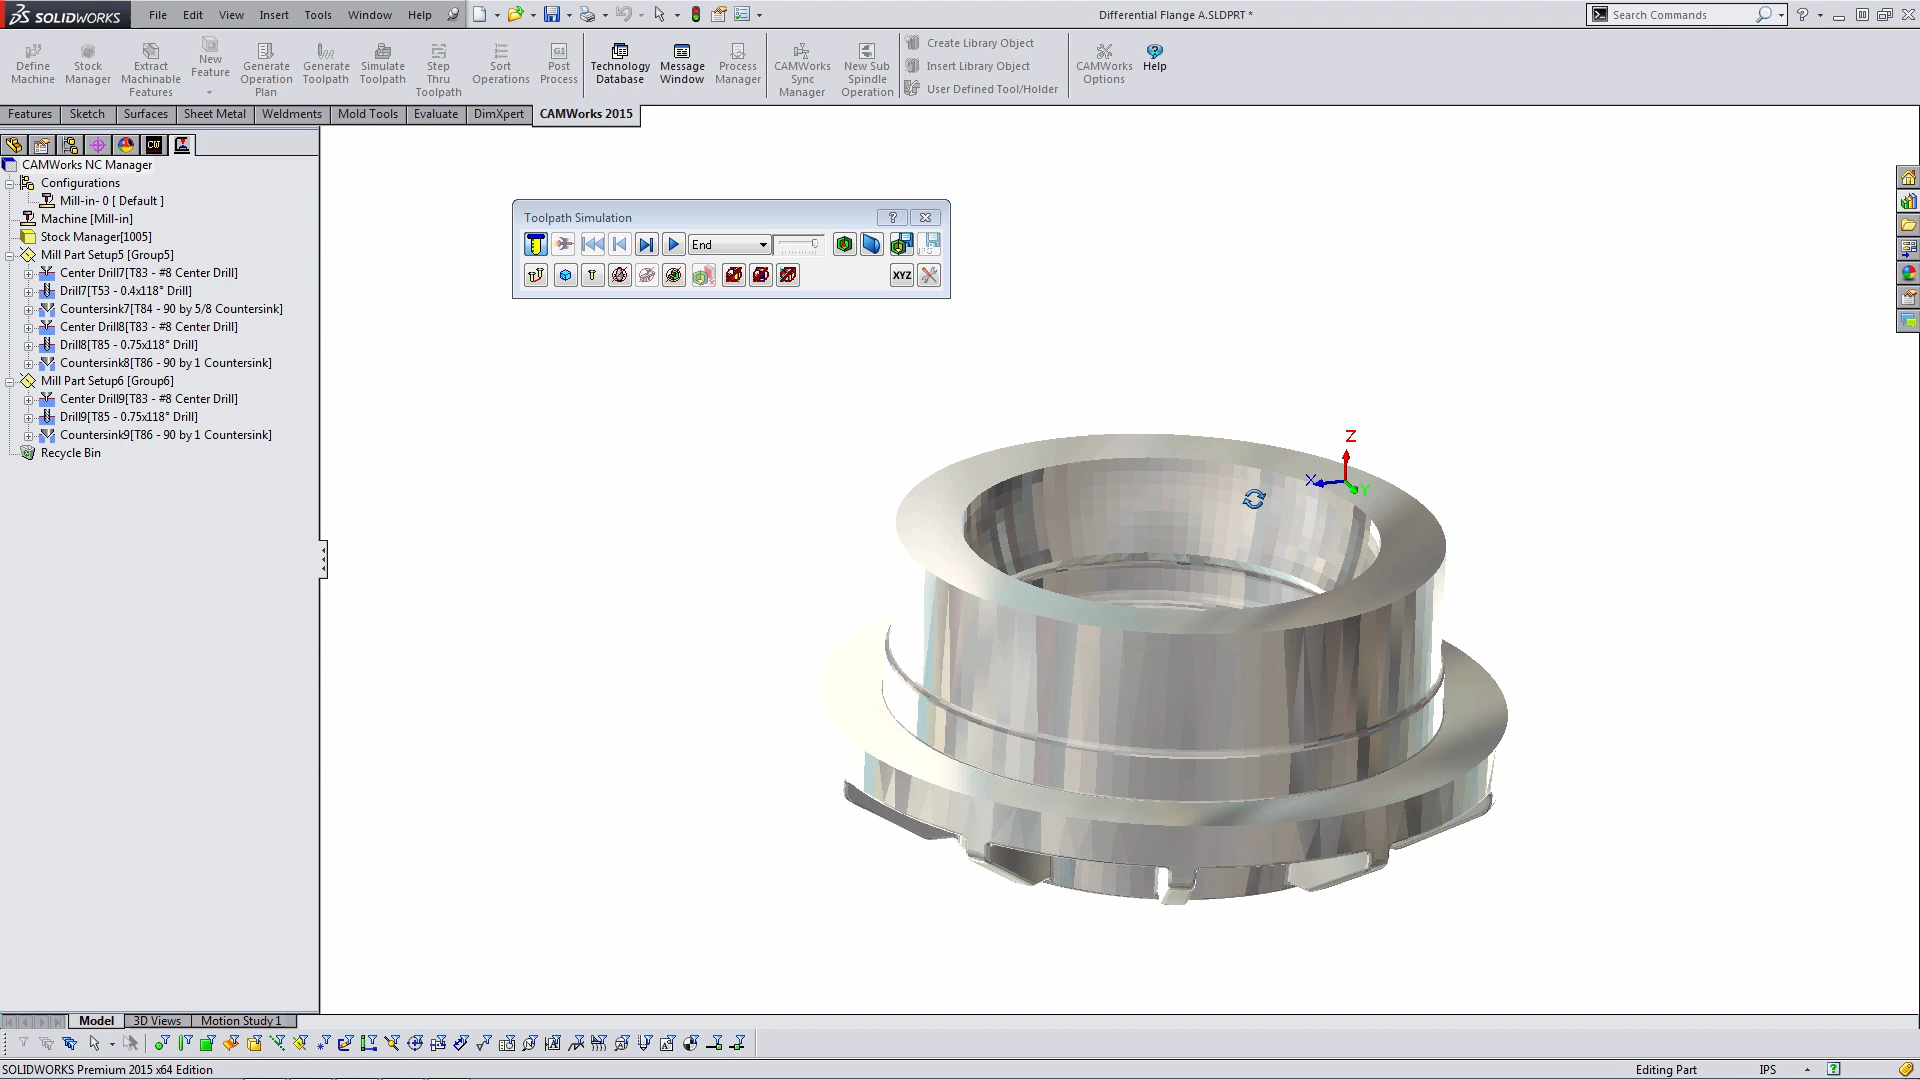 SOLIDWORKS File Edit View Insert Tools Window Help Differential Flange A.SLDPRT * Search Commands
Define Machine
Stock Manager
Extract Machinable Features
New Feature
Generate Operation Plan
Generate Toolpath
Simulate Toolpath
Step Thru Toolpath
Sort Operations
G1 Post Process
Technology Database
Message Window
Process Manager
CAMWorks Sync Manager
New Sub Spindle Operation
Create Library Object
Insert Library Object
User Defined Tool/Holder
CAMWorks Options
Help
Features Sketch Surfaces Sheet Metal Weldments Mold Tools Evaluate DimXpert CAMWorks 2015
CW
CAMWorks NC Manager
Configurations
Mill-in- 0 [ Default ]
Machine [Mill-in]
Stock Manager[1005]
Mill Part Setup5 [Group5]
Center Drill7[T83 - #8 Center Drill]
Drill7[T53 - 0.4x118° Drill]
Countersink7[T84 - 90 by 5/8 Countersink]
Center Drill8[T83 - #8 Center Drill]
Drill8[T85 - 0.75x118° Drill]
Countersink8[T86 - 90 by 1 Countersink]
Mill Part Setup6 [Group6]
Center Drill9[T83 - #8 Center Drill]
Drill9[T85 - 0.75x118° Drill]
Countersink9[T86 - 90 by 1 Countersink]
Recycle Bin
Toolpath Simulation
End
XYZ
Z
X
Y
Model 3D Views Motion Study 1
SOLIDWORKS Premium 2015 x64 Edition Editing Part IPS